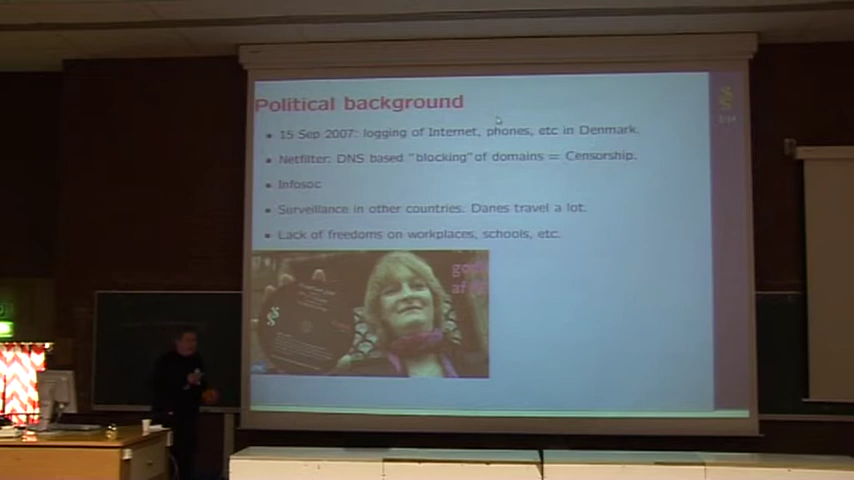 Political background
15 Sep 2007: logging of Internet, phones, etc in Denmark.
Netfilter: DNS based "blocking" of domains = Censorship.
Infosoc
Surveillance in other countries. Danes travel a lot.
Lack of freedoms on workplaces, schools, etc.